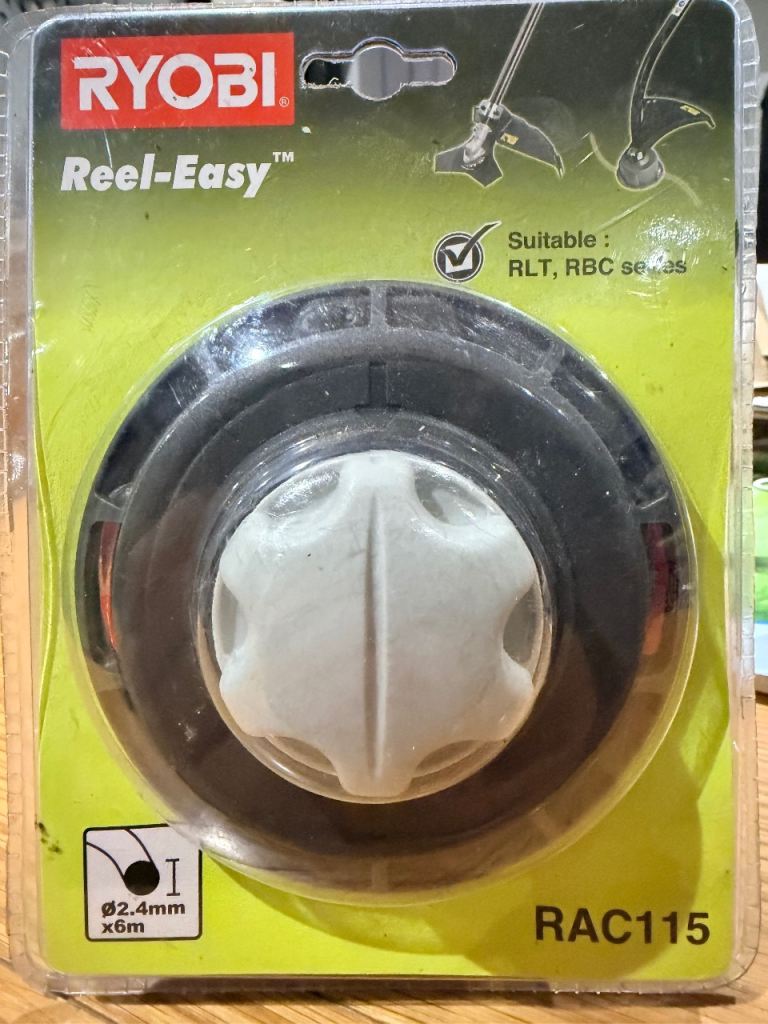 RYOBI®
Reel-Easy™
Suitable :
RLT, RBC series
Ø2.4mm
x6m
RAC115